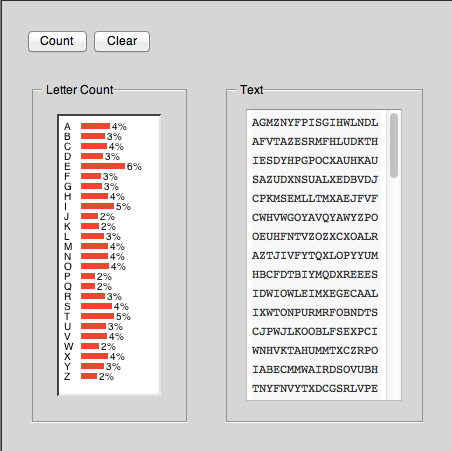 Count Clear
Letter Count
A 4%
B 3%
C 4%
D 3%
E 6%
F 3%
G 3%
H 4%
I 5%
J 2%
K 2%
L 3%
M 4%
N 4%
O 4%
P 2%
Q 2%
R 3%
S 4%
T 5%
U 3%
V 4%
W 2%
X 4%
Y 3%
Z 2%
Text
AGMZNYFPISGIHWLNDL
AFVTAZESRMFHLUDKTH
IESDYHPGPOCXAUHKAU
SAZUDXNSUALXEDBVDJ
CPKMSEMLLTMXAEJFVF
CWHVWGOYAVQYAWYZPO
OEUHFNTVZOZXCXOALR
AZTJIVFYTQXLOPYYUM
HBCFDTBIYMQDXREEES
IDWIOWLEIMXEGECAAL
IXWTONPURMRFOBNDTS
CJPWJLKOOBLFSEXPCI
WNHVKTAHUMMTXCZRPO
IABECMMWAIRDSOVUBH
TNYFNVYTXDCGSRLVPE